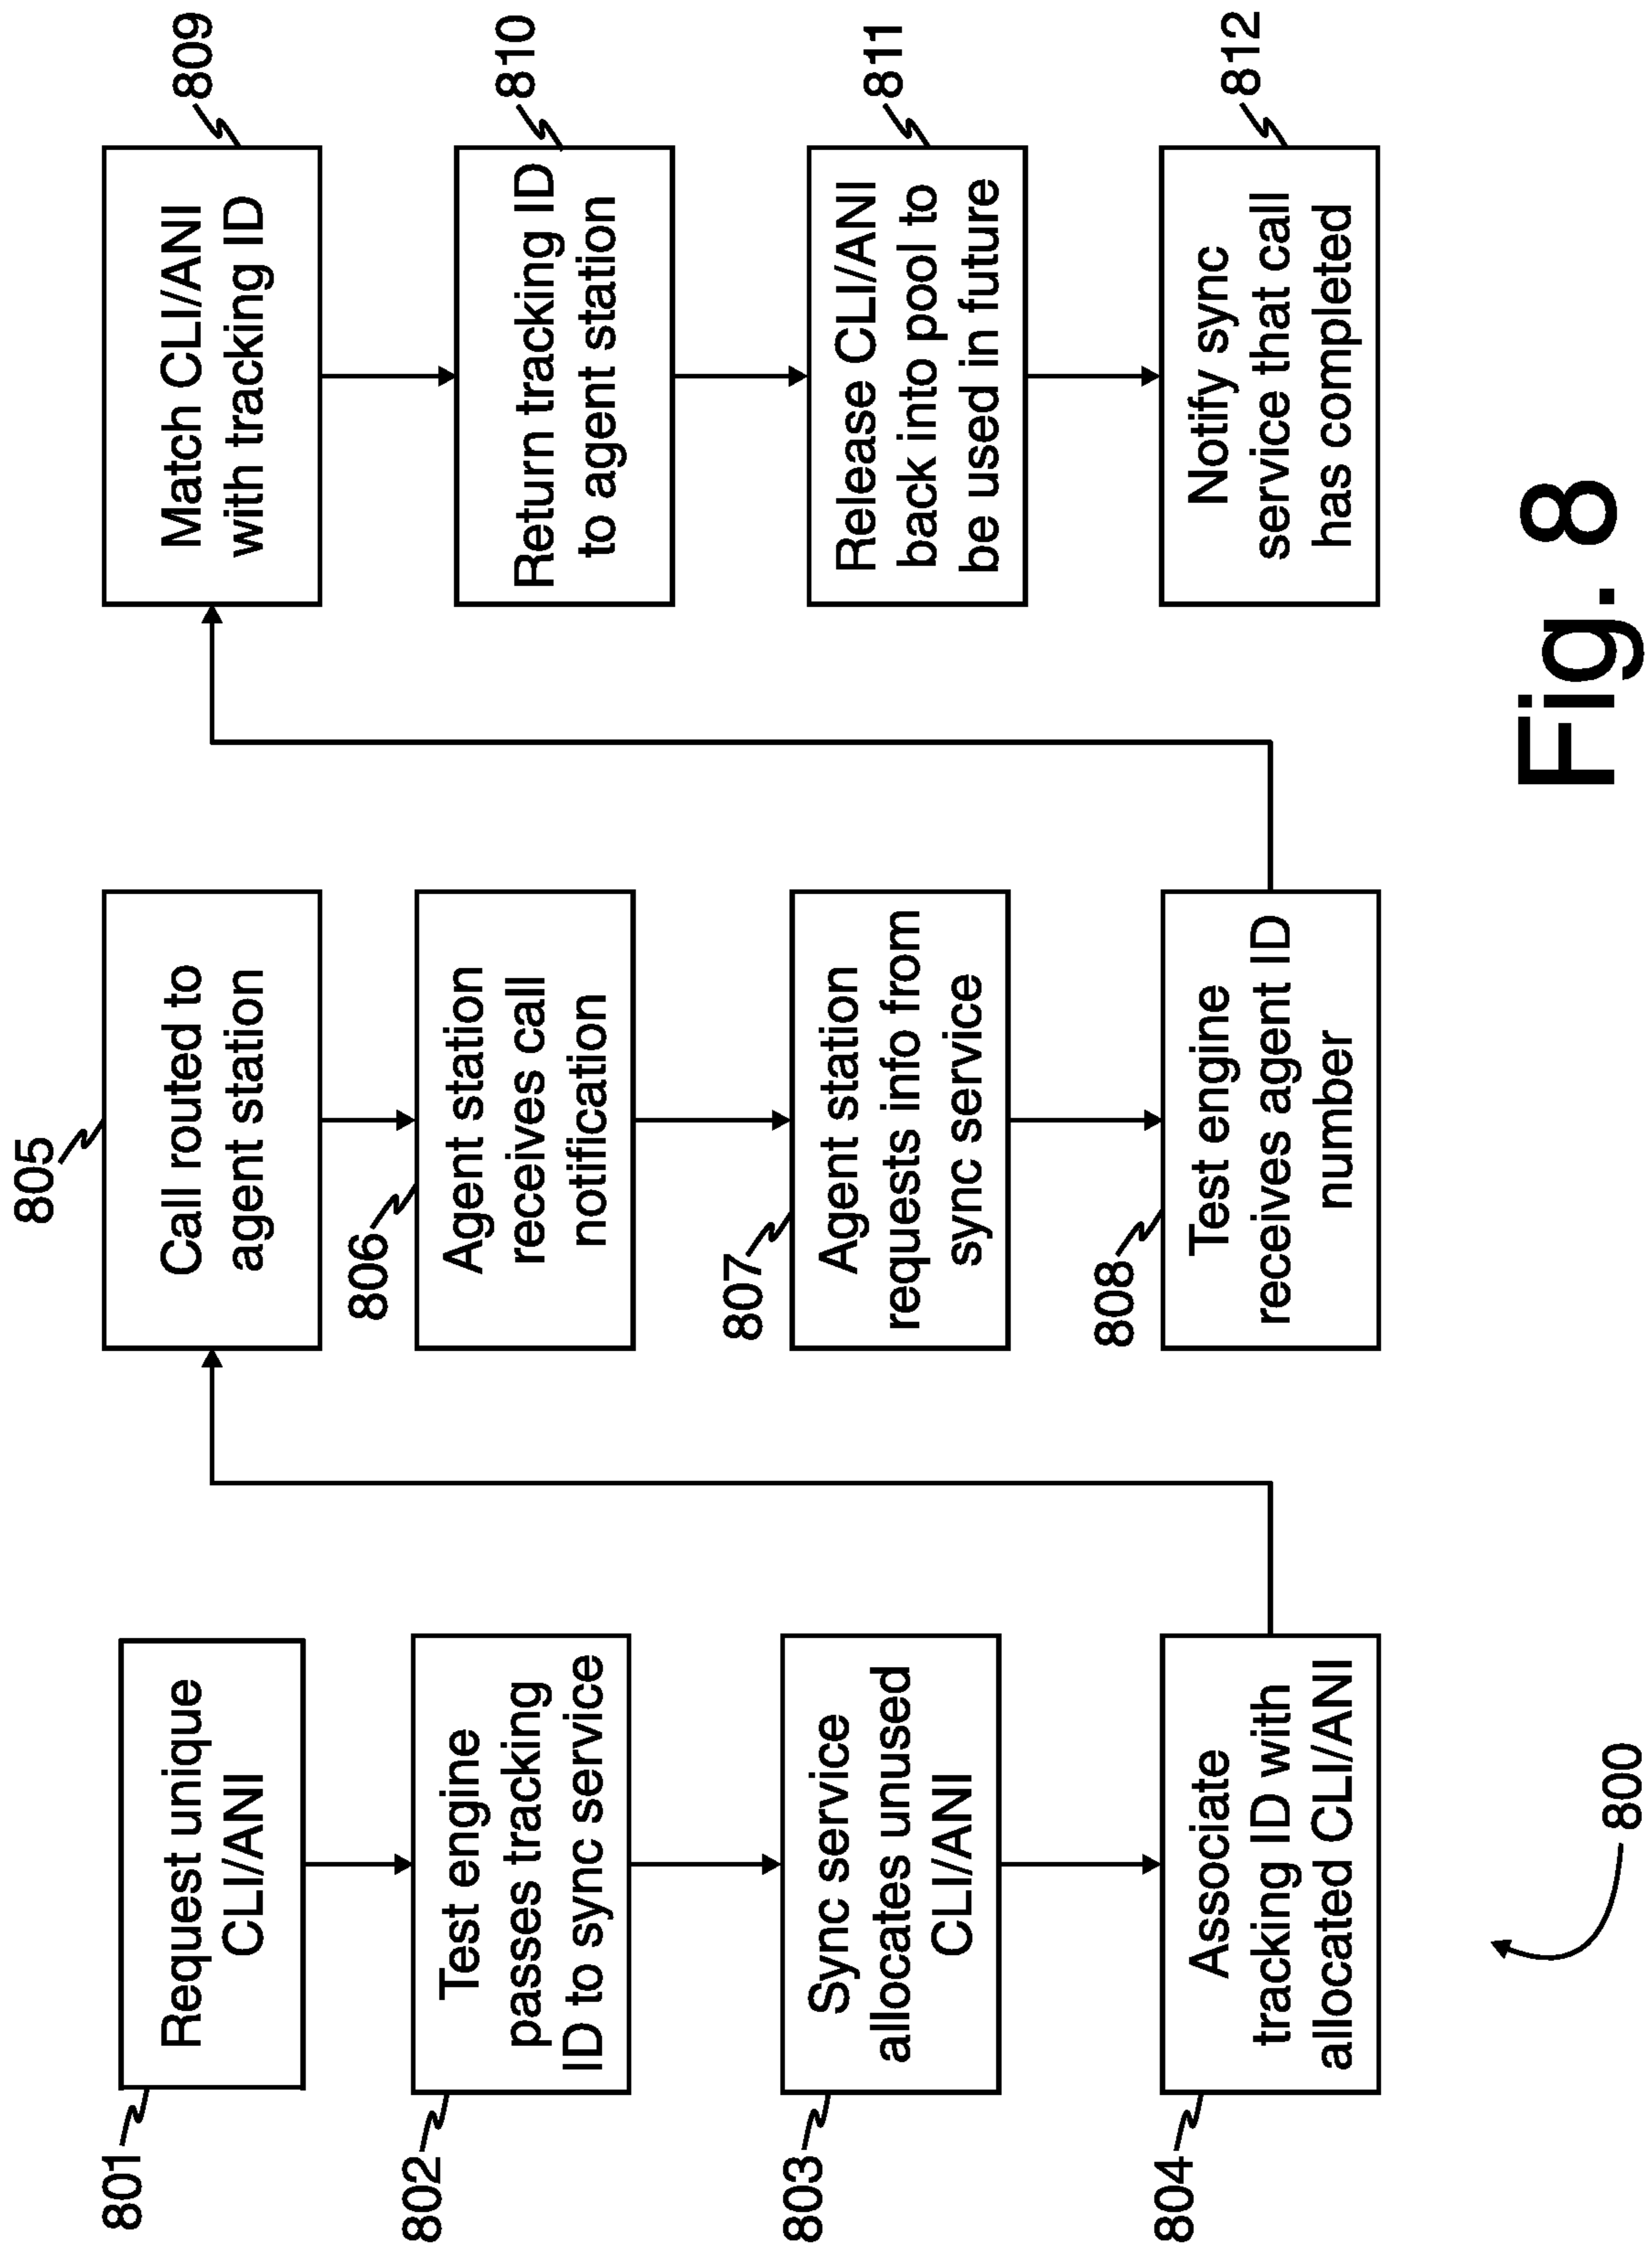 801
Request unique
CLI/ANI
802
Test engine
passes tracking
ID to sync service
803
Sync service
allocates unused
CLI/ANI
804
Associate
tracking ID with
allocated CLI/ANI
805
Call routed to
agent station
806
Agent station
receives call
notification
807
Agent station
requests info from
sync service
808
Test engine
receives agent ID
number
809
Match CLI/ANI
with tracking ID
810
Return tracking ID
to agent station
811
Release CLI/ANI
back into pool to
be used in future
812
Notify sync
service that call
has completed
800
Fig. 8